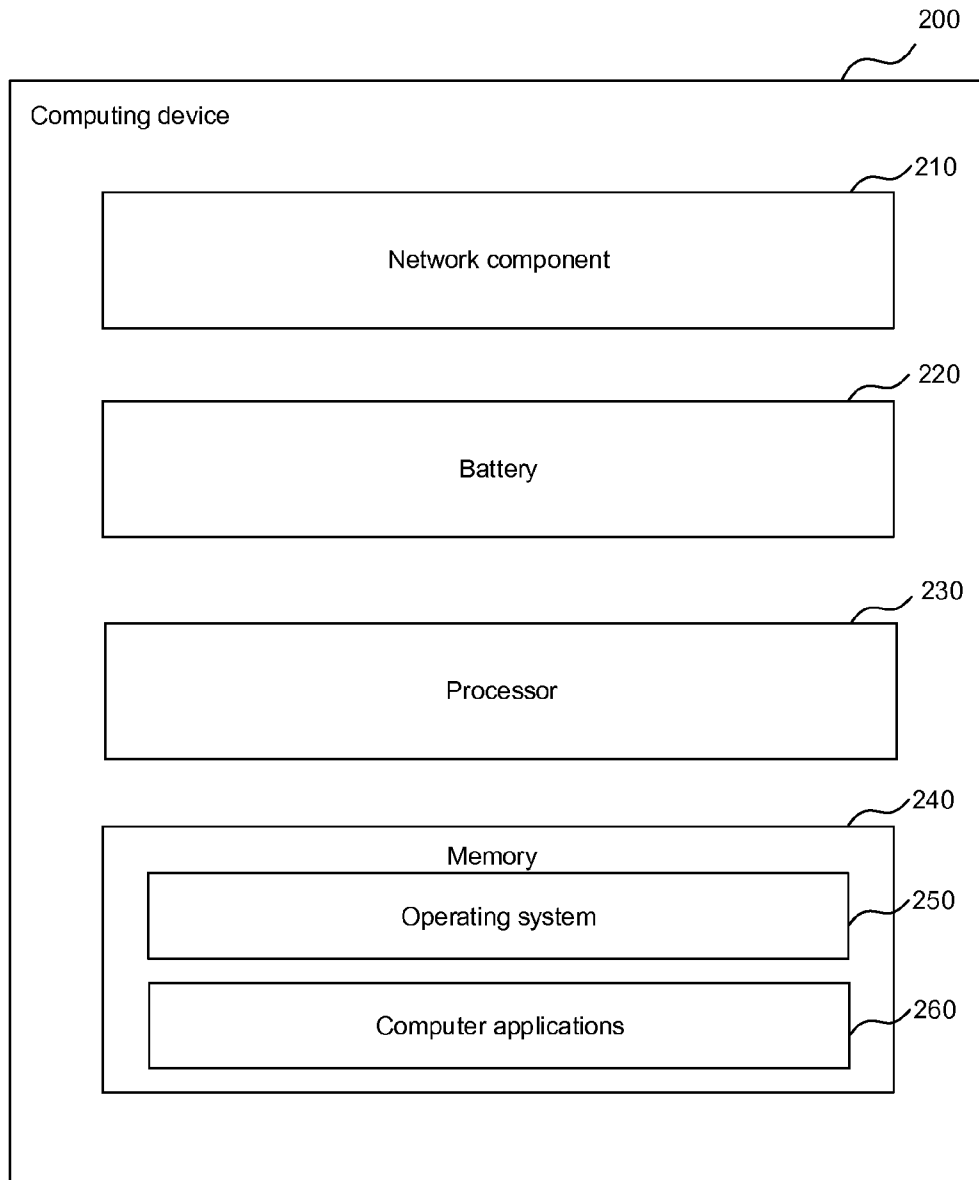 200
Computing device
210
Network component
220
Battery
230
Processor
240
Memory
Operating system
250
Computer applications
260